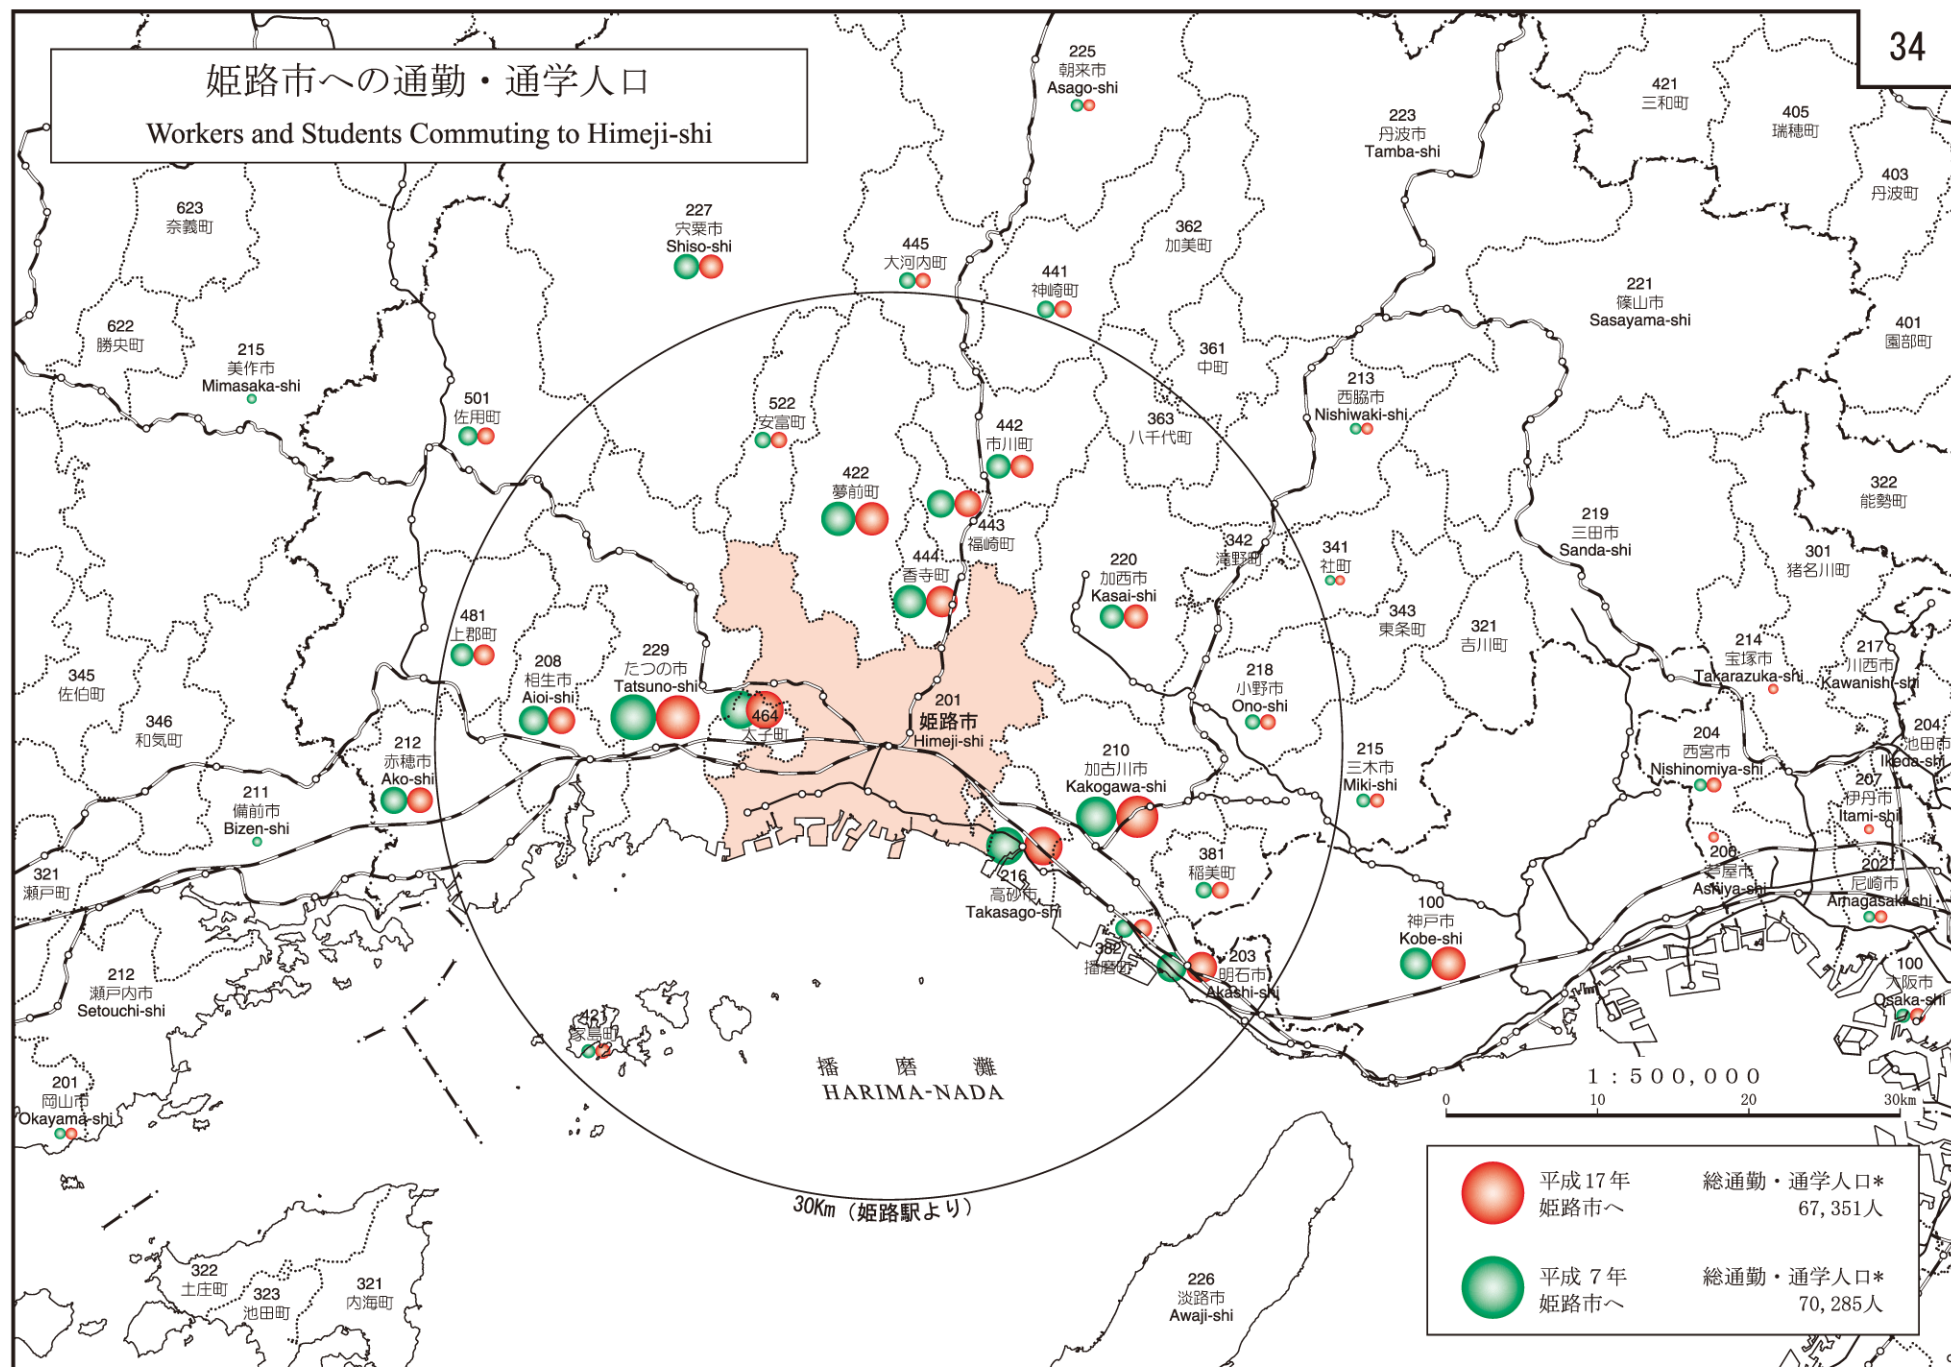 34
姫路市への通勤・通学人口
Workers and Students Commuting to Himeji-shi
225
朝来市
Asago-shi
421
三和町
405
瑞穂町
223
丹波市
Tamba-shi
403
丹波町
623
奈義町
227
宍粟市
Shiso-shi
445
大河内町
441
神崎町
362
加美町
221
篠山市
Sasayama-shi
401
園部町
622
勝央町
215
美作市
Mimasaka-shi
361
中町
213
西脇市
Nishiwaki-shi
501
佐用町
522
安富町
442
市川町
363
八千代町
422
夢前町
322
能勢町
443
福崎町
219
三田市
Sanda-shi
342
滝野町
341
社町
301
猪名川町
444
香寺町
220
加西市
Kasai-shi
343
東条町
321
吉川町
481
上郡町
208
相生市
Aioi-shi
229
たつの市
Tatsuno-shi
345
佐伯町
346
和気町
218
小野市
Ono-shi
214
宝塚市
Takarazuka-shi
217
川西市
Kawanishi-shi
464
太子町
201
姫路市
Himeji-shi
212
赤穂市
Ako-shi
204
西宮市
Nishinomiya-shi
204
池田市
Ikeda-shi
210
加古川市
Kakogawa-shi
215
三木市
Miki-shi
207
伊丹市
Itami-shi
211
備前市
Bizen-shi
321
瀬戸町
381
稲美町
206
芦屋市
Ashiya-shi
202
尼崎市
Amagasaki-shi
216
高砂市
Takasago-shi
100
神戸市
Kobe-shi
382
播磨町
203
明石市
Akashi-shi
212
瀬戸内市
Setouchi-shi
100
大阪市
Osaka-shi
421
家島町
播磨灘
HARIMA-NADA
201
岡山市
Okayama-shi
1:500,000
0 10 20 30km
30Km（姫路駅より）
322
土庄町
323
池田町
321
内海町
226
淡路市
Awaji-shi
平成17年 総通勤・通学人口*
姫路市へ 67,351人
平成 7年 総通勤・通学人口*
姫路市へ 70,285人